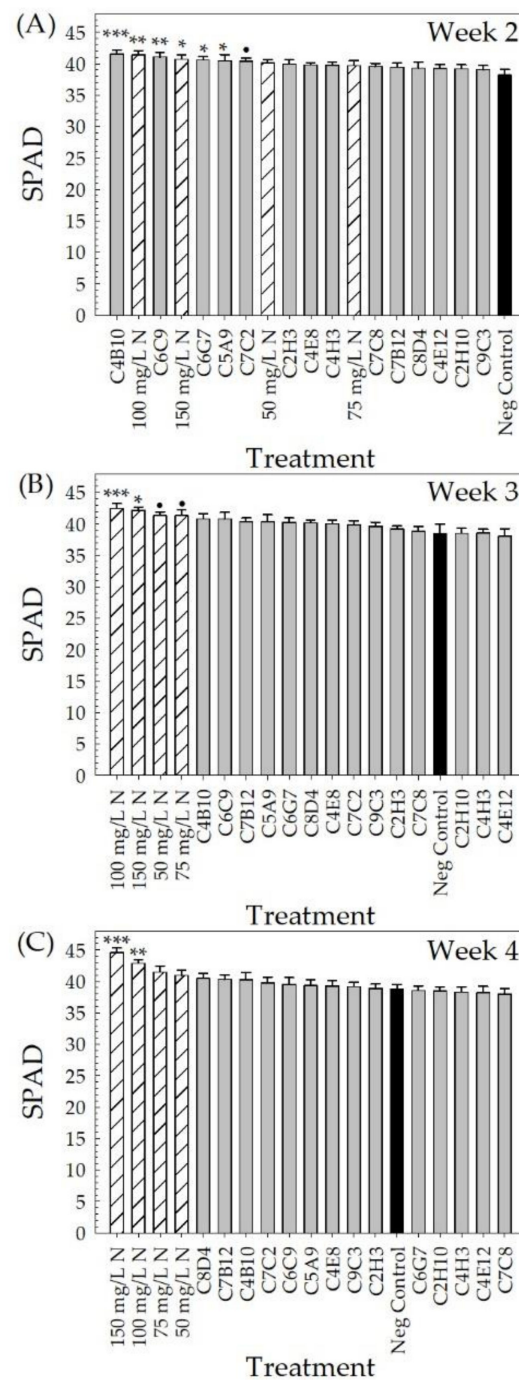 (A)
Week 2
*** ** ** * * * •
45
40
35
30
25
20
15
10
5
0
SPAD
C4B10
100 mg/L N
C6C9
150 mg/L N
C6G7
C5A9
C7C2
50 mg/L N
C2H3
C4E8
C4H3
75 mg/L N
C7C8
C7B12
C8D4
C4E12
C2H10
C9C3
Neg Control
Treatment
(B)
Week 3
*** * • •
45
40
35
30
25
20
15
10
5
0
SPAD
100 mg/L N
150 mg/L N
50 mg/L N
75 mg/L N
C4B10
C6C9
C7B12
C5A9
C6G7
C8D4
C4E8
C7C2
C9C3
C2H3
C7C8
Neg Control
C2H10
C4H3
C4E12
Treatment
(C)
Week 4
*** **
45
40
35
30
25
20
15
10
5
0
SPAD
150 mg/L N
100 mg/L N
75 mg/L N
50 mg/L N
C8D4
C7B12
C4B10
C7C2
C6C9
C5A9
C4E8
C9C3
C2H3
Neg Control
C6G7
C2H10
C4H3
C4E12
C7C8
Treatment